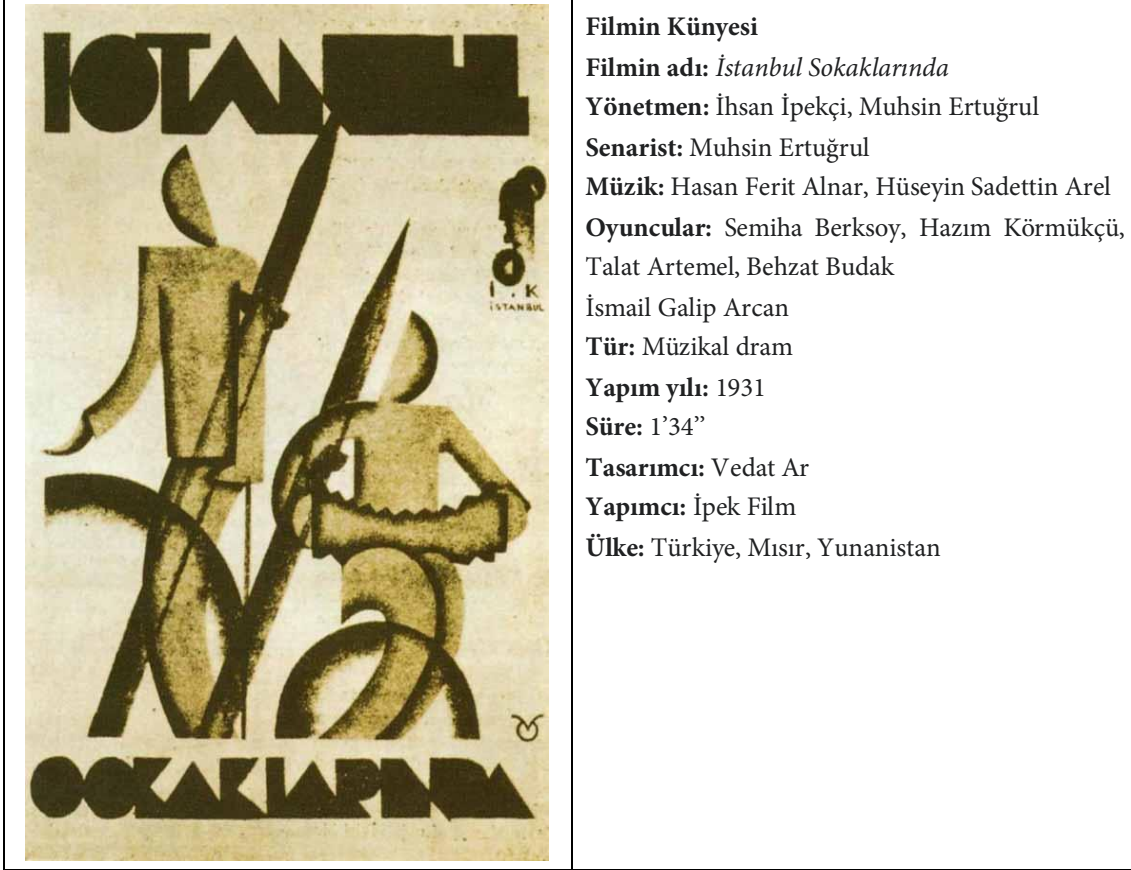 ISTANBUL
I . K
İSTANBUL
SOKAKLARINDA
Filmin Künyesi
Filmin adı: İstanbul Sokaklarında
Yönetmen: İhsan İpekçi, Muhsin Ertuğrul
Senarist: Muhsin Ertuğrul
Müzik: Hasan Ferit Alnar, Hüseyin Sadettin Arel
Oyuncular: Semiha Berksoy, Hazım Körmükçü,
Talat Artemel, Behzat Budak
İsmail Galip Arcan
Tür: Müzikal dram
Yapım yılı: 1931
Süre: 1’34’’
Tasarımcı: Vedat Ar
Yapımcı: İpek Film
Ülke: Türkiye, Mısır, Yunanistan